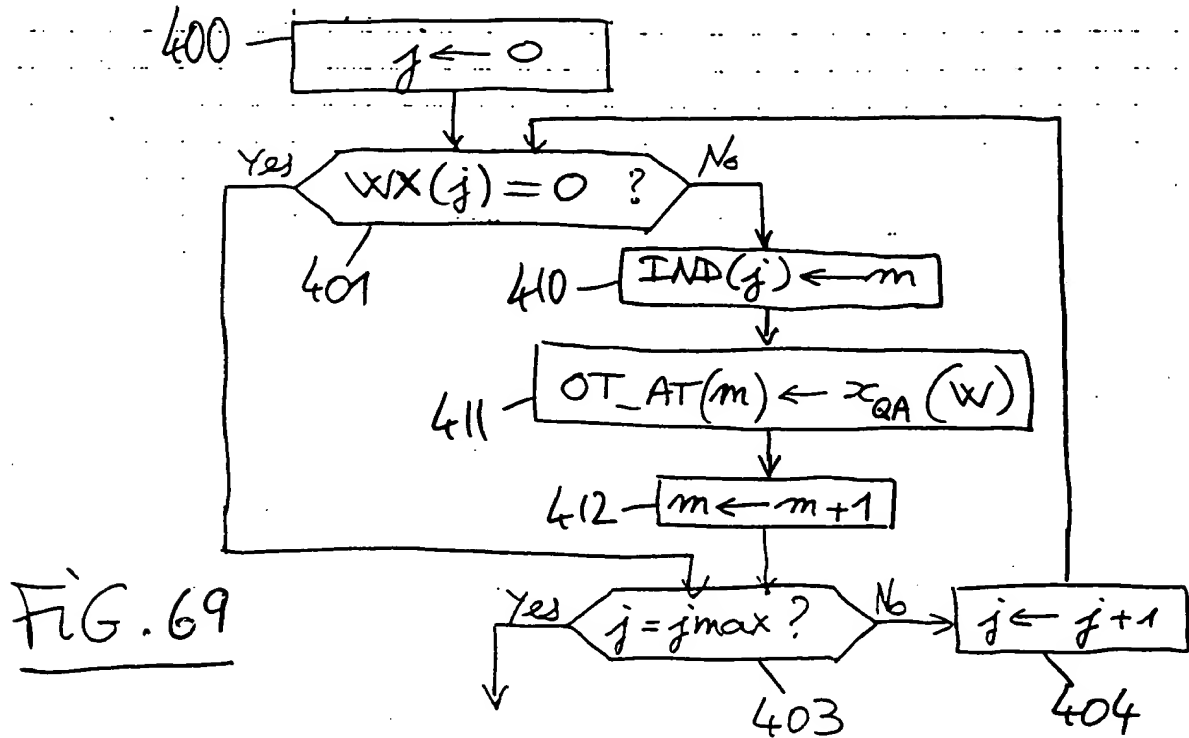 400
j ← 0
Yes
WX(j) = 0 ?
No
401
410
IND(j) ← m
411
OT_AT(m) ← x_QA (W)
412
m ← m+1
FiG. 69
Yes
j = jmax ?
No
j ← j+1
403
404